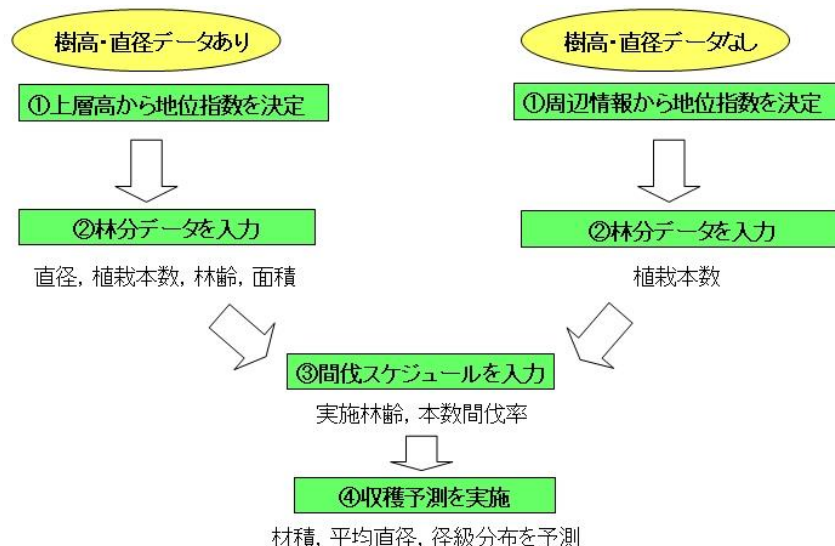 樹高・直径データあり
樹高・直径データなし
①上層高から地位指数を決定
①周辺情報から地位指数を決定
②林分データを入力
②林分データを入力
直径, 植栽本数, 林齢, 面積
植栽本数
③間伐スケジュールを入力
実施林齢, 本数間伐率
④収穫予測を実施
材積, 平均直径, 径級分布を予測